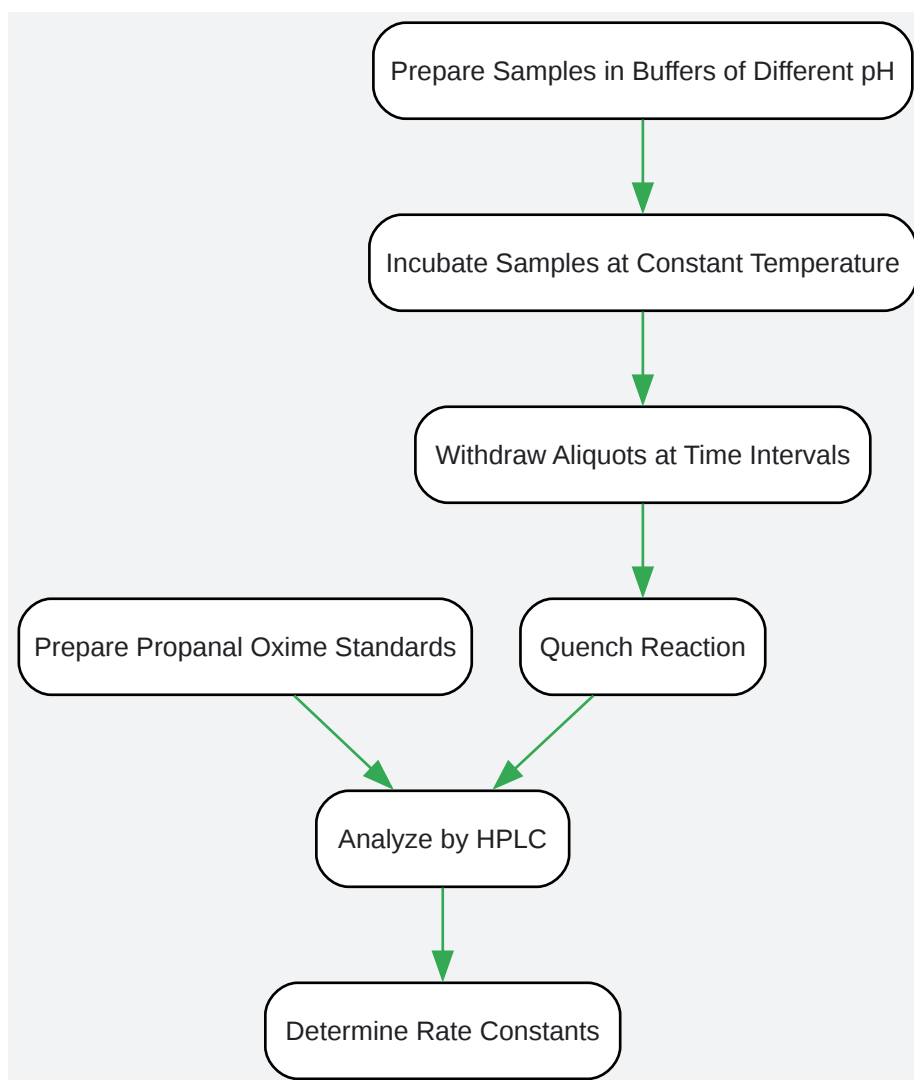 Prepare Samples in Buffers of Different pH
Incubate Samples at Constant Temperature
Withdraw Aliquots at Time Intervals
Prepare Propanal Oxime Standards
Quench Reaction
Analyze by HPLC
Determine Rate Constants